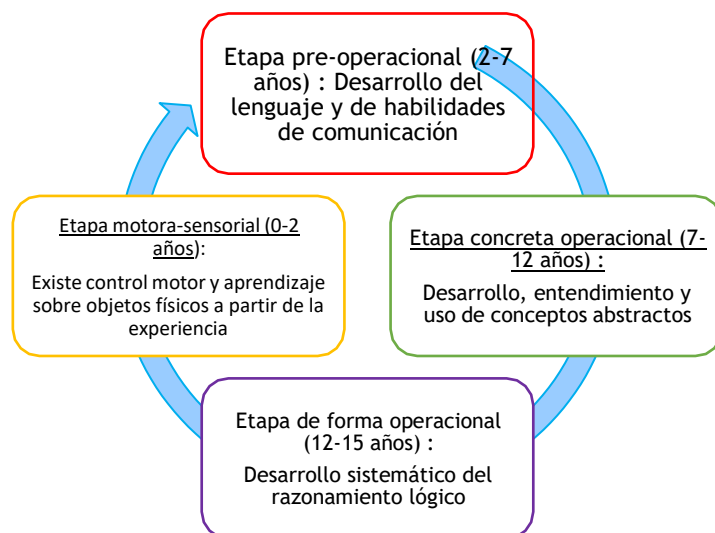 Etapa pre-operacional (2-7
años) : Desarrollo del
lenguaje y de habilidades
de comunicación
Etapa motora-sensorial (0-2
años):
Existe control motor y aprendizaje
sobre objetos físicos a partir de la
experiencia
Etapa concreta operacional (7-
12 años) :
Desarrollo, entendimiento y
uso de conceptos abstractos
Etapa de forma operacional
(12-15 años) :
Desarrollo sistemático del
razonamiento lógico